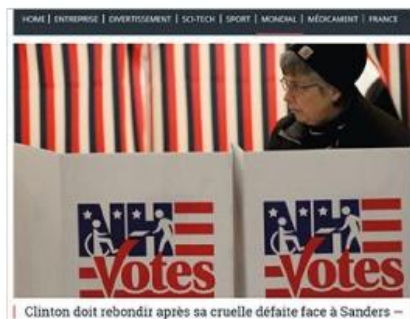 HOME | ENTREPRISE | DIVERTISSEMENT | SCI-TECH | SPORT | MONDIAL | MÉDICAMENT | FRANCE
NH NH
Votes Votes
Clinton doit rebondir après sa cruelle défaite face à Sanders —